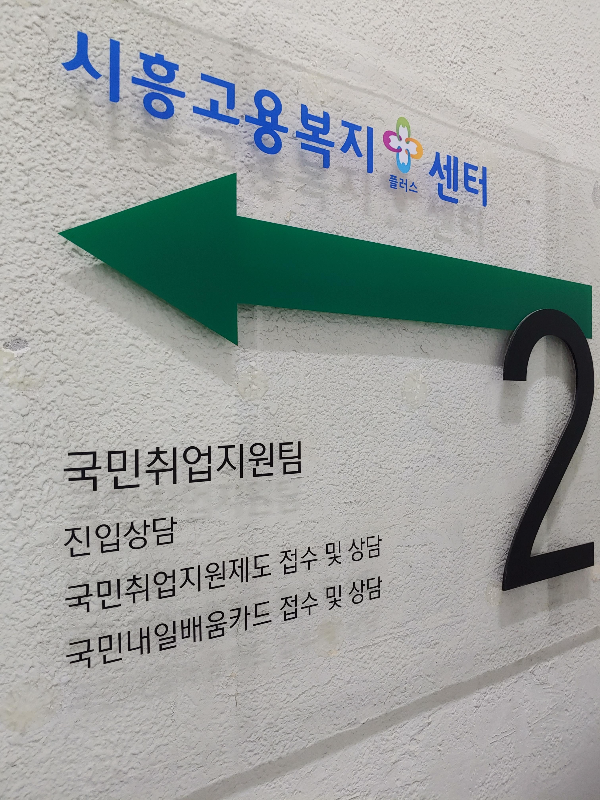 시흥고용복지플러스센터
2
국민취업지원팀
진입상담
국민취업지원제도 접수 및 상담
국민내일배움카드 접수 및 상담